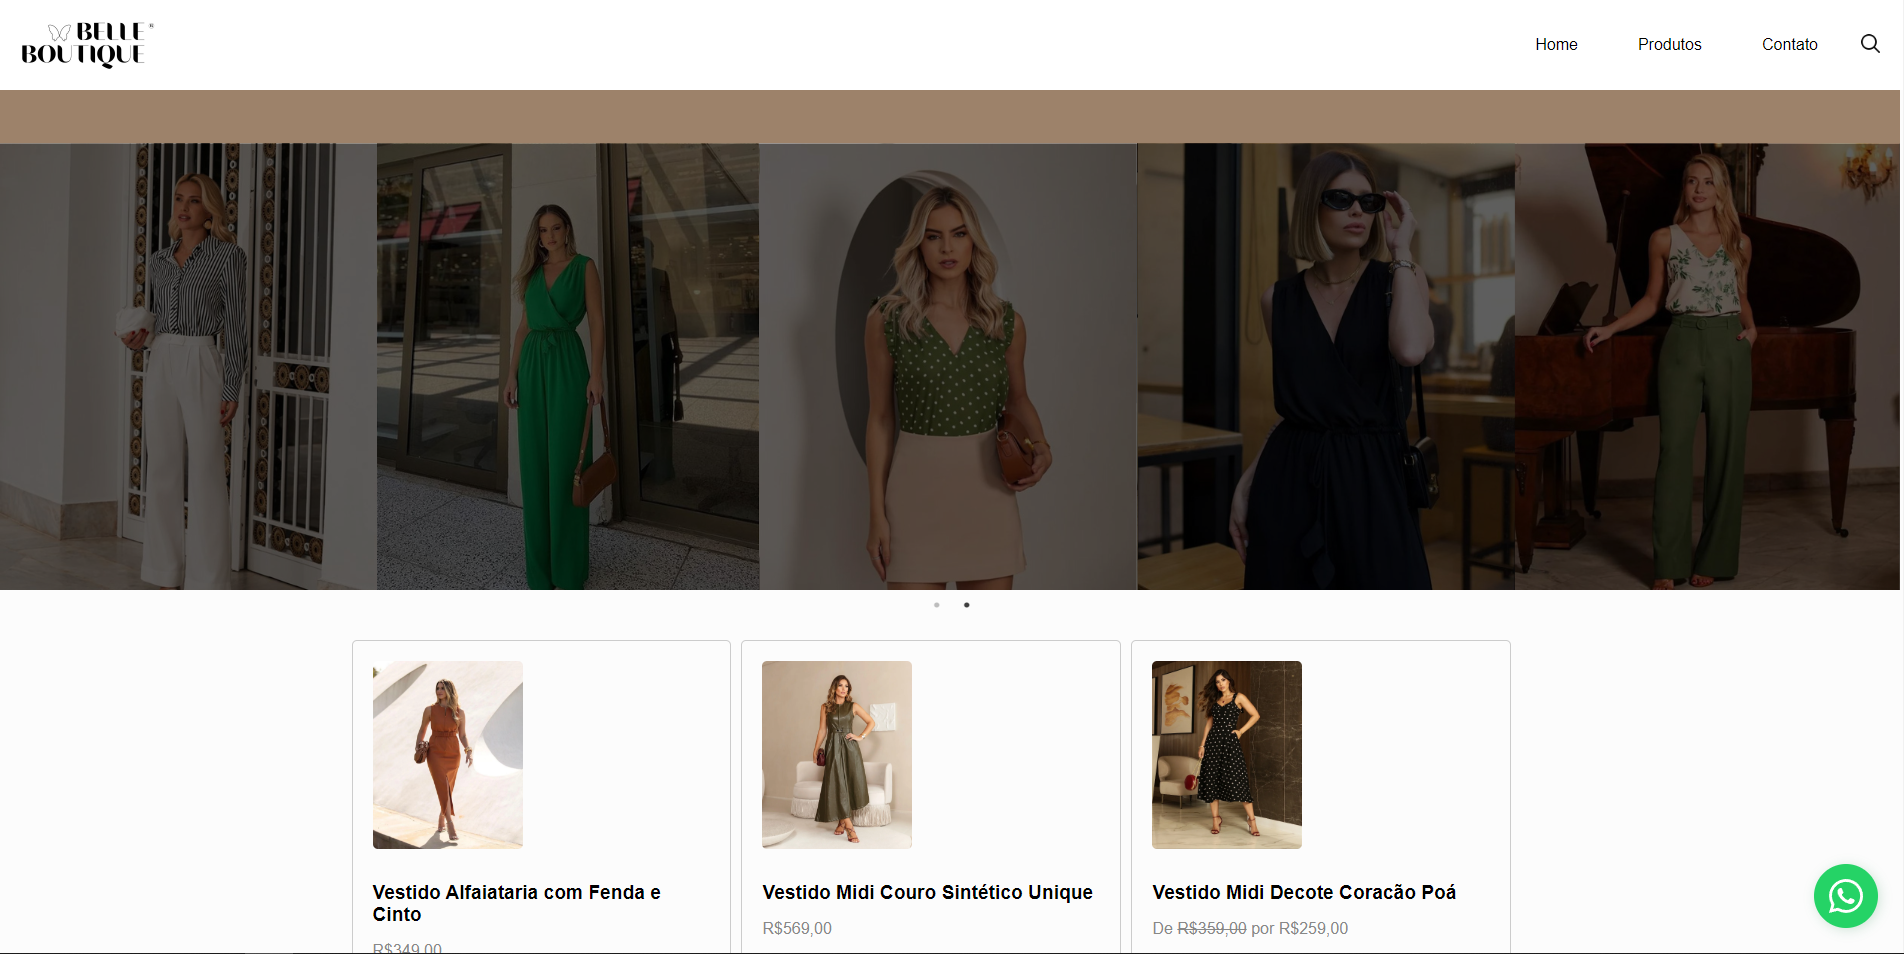 BELLE
BOUTIQUE
Home
Produtos
Contato
Vestido Alfaiataria com Fenda e
Cinto
R$349,00
Vestido Midi Couro Sintético Unique
R$569,00
Vestido Midi Decote Coracão Poá
De R$359,00 por R$259,00